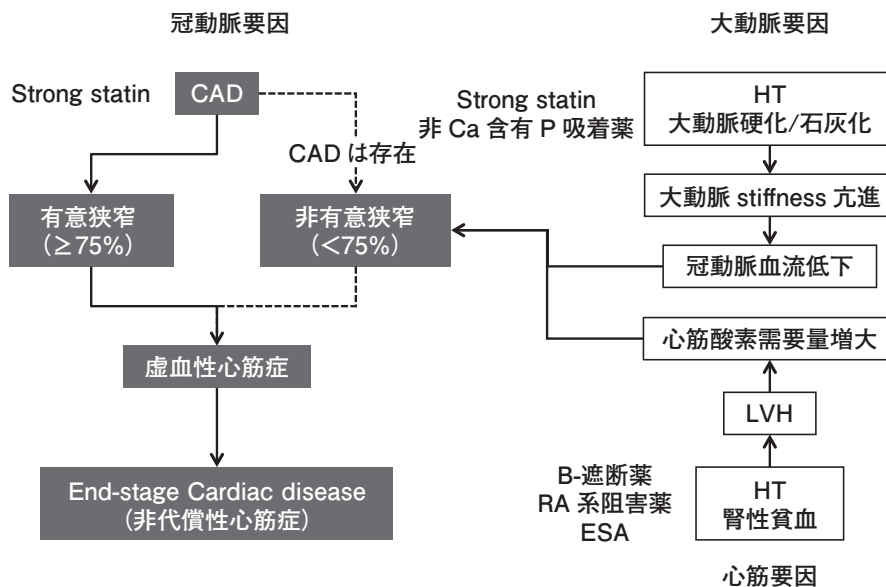 冠動脈要因
大動脈要因
Strong statin
CAD
CAD は存在
有意狭窄
(≥75%)
非有意狭窄
(<75%)
虚血性心筋症
End-stage Cardiac disease
(非代償性心筋症)
Strong statin
非 Ca 含有 P 吸着薬
HT
大動脈硬化/石灰化
大動脈 stiffness 亢進
冠動脈血流低下
心筋酸素需要量増大
LVH
B-遮断薬
RA 系阻害薬
ESA
HT
腎性貧血
心筋要因